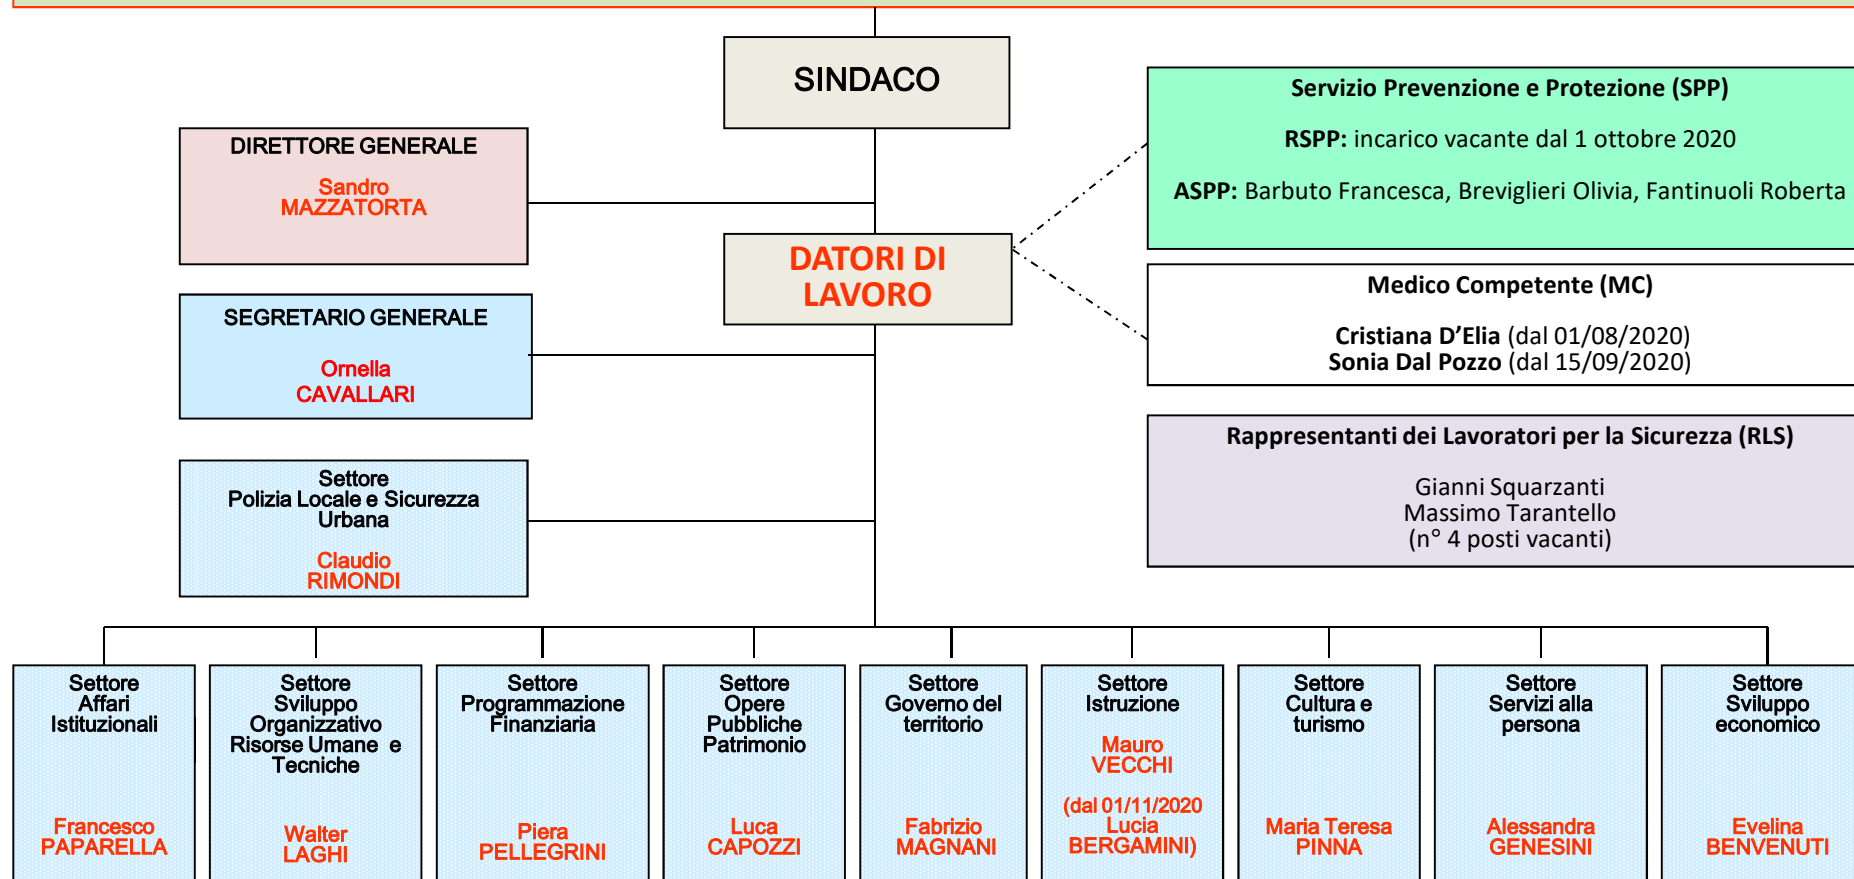 SINDACO
DIRETTORE GENERALE
Sandro
MAZZATORTA
DATORI DI
LAVORO
SEGRETARIO GENERALE
Ornella
CAVALLARI
Settore
Polizia Locale e Sicurezza
Urbana
Claudio
RIMONDI
Servizio Prevenzione e Protezione (SPP)
RSPP: incarico vacante dal 1 ottobre 2020
ASPP: Barbuto Francesca, Breviglieri Olivia, Fantinuoli Roberta
Medico Competente (MC)
Cristiana D’Elia (dal 01/08/2020)
Sonia Dal Pozzo (dal 15/09/2020)
Rappresentanti dei Lavoratori per la Sicurezza (RLS)
Gianni Squarzanti
Massimo Tarantello
(n° 4 posti vacanti)
Settore
Affari
Istituzionali
Francesco
PAPARELLA
Settore
Sviluppo
Organizzativo
Risorse Umane e
Tecniche
Walter
LAGHI
Settore
Programmazione
Finanziaria
Piera
PELLEGRINI
Settore
Opere
Pubbliche
Patrimonio
Luca
CAPOZZI
Settore
Governo del
territorio
Fabrizio
MAGNANI
Settore
Istruzione
Mauro
VECCHI
(dal 01/11/2020
Lucia
BERGAMINI)
Settore
Cultura e
turismo
Maria Teresa
PINNA
Settore
Servizi alla
persona
Alessandra
GENESINI
Settore
Sviluppo
economico
Evelina
BENVENUTI